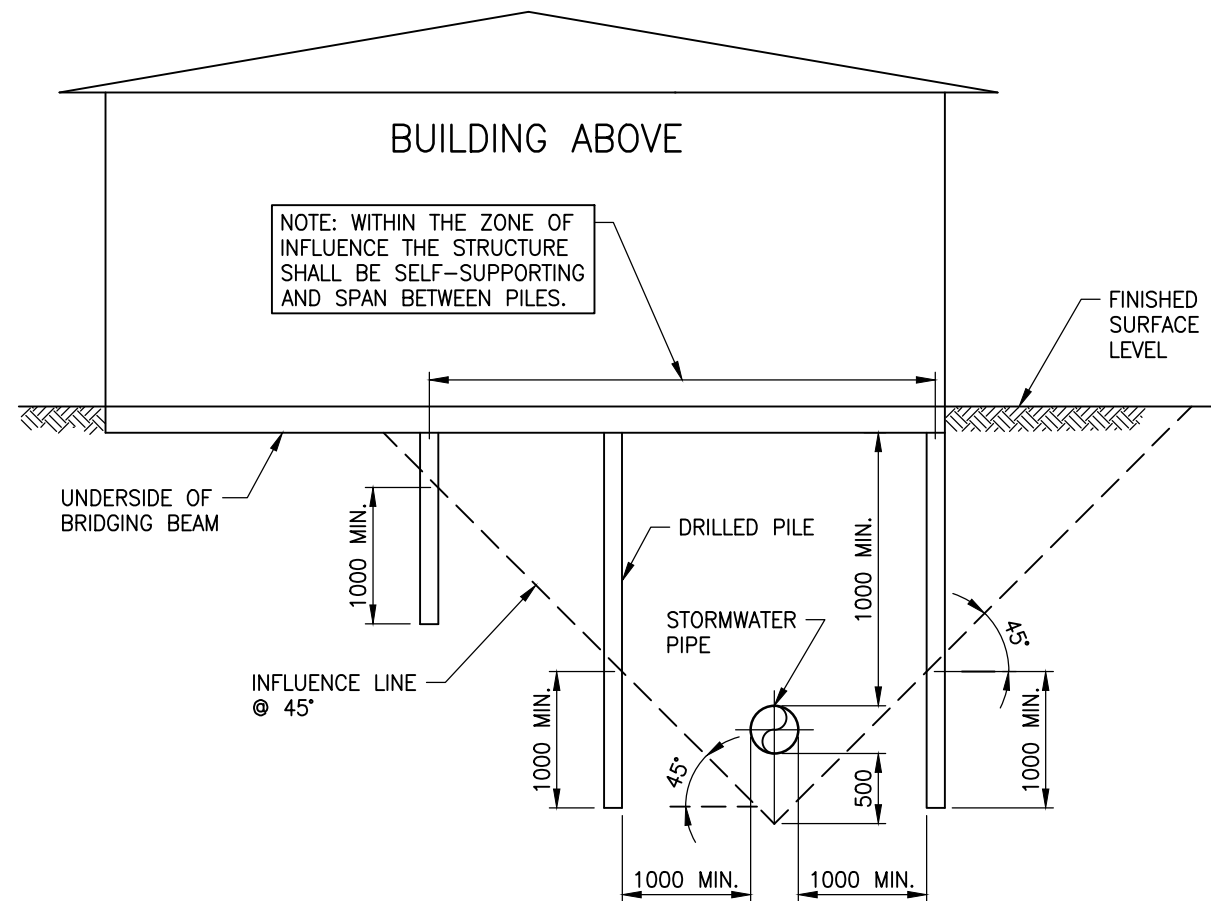 BUILDING ABOVE
NOTE: WITHIN THE ZONE OF
INFLUENCE THE STRUCTURE
SHALL BE SELF-SUPPORTING
AND SPAN BETWEEN PILES.
FINISHED
SURFACE
LEVEL
UNDERSIDE OF
BRIDGING BEAM
1000 MIN.
DRILLED PILE
1000 MIN.
STORMWATER
PIPE
45°
INFLUENCE LINE
@ 45°
1000 MIN.
45°
500
1000 MIN.
1000 MIN.
1000 MIN.